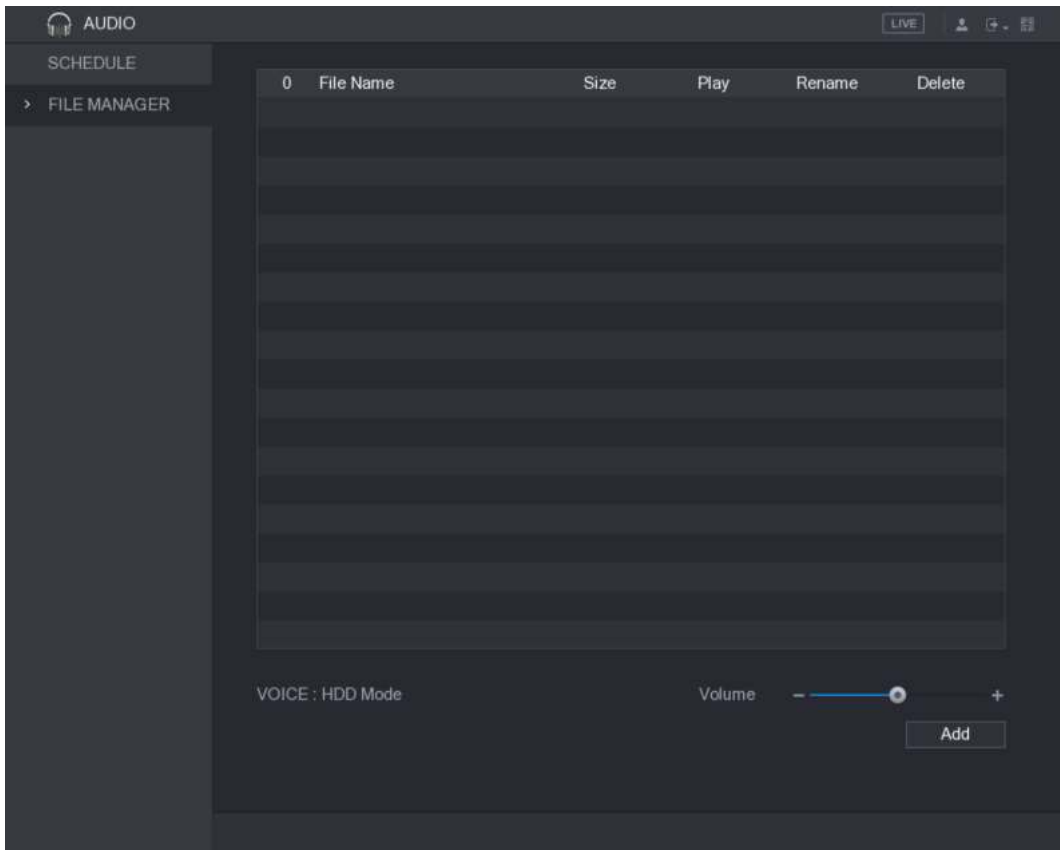 AUDIO LIVE
SCHEDULE
FILE MANAGER
0 File Name Size Play Rename Delete
VOICE : HDD Mode Volume
Add